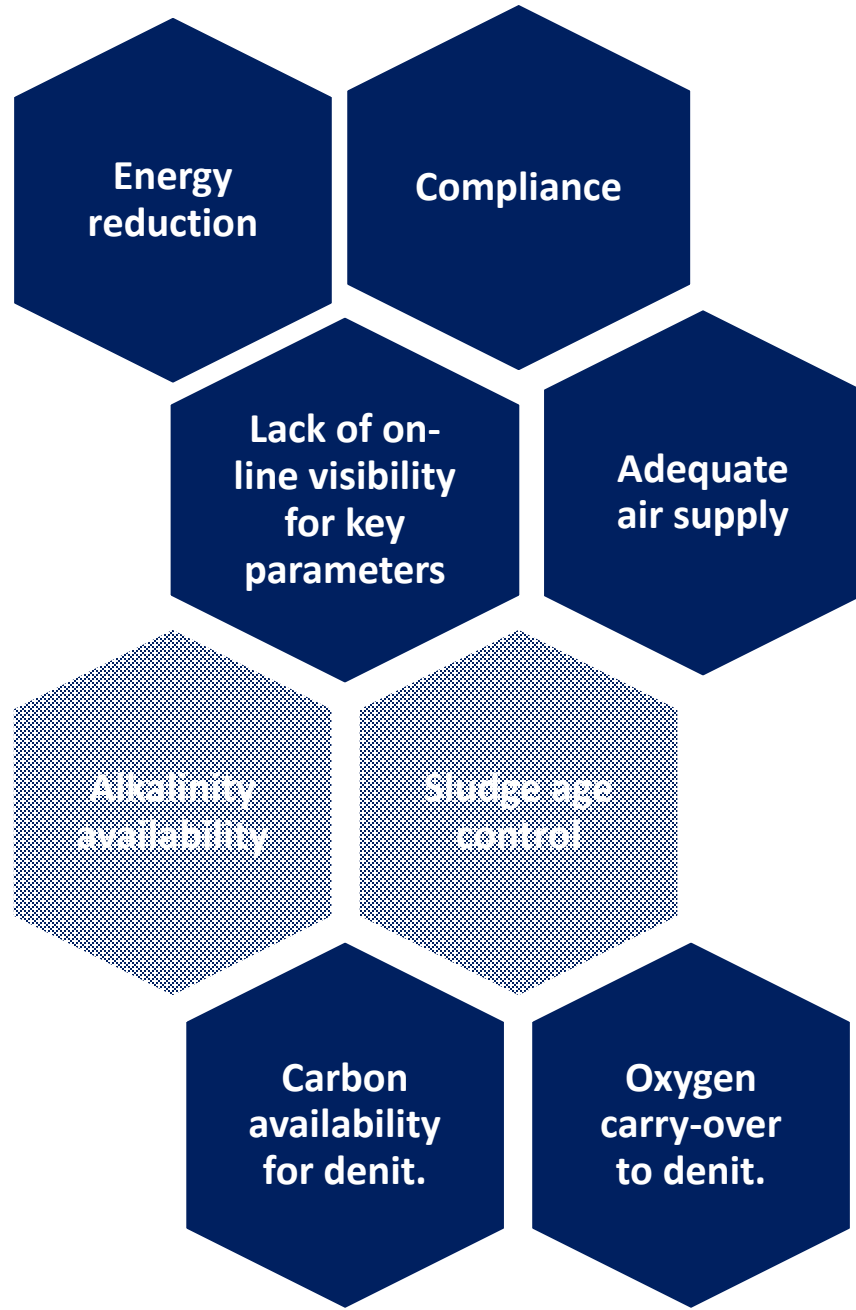 Energy
reduction
Compliance
Lack of on-
line visibility
for key
parameters
Adequate
air supply
Alkalinity
availability
Sludge age
control
Carbon
availability
for denit.
Oxygen
carry-over
to denit.